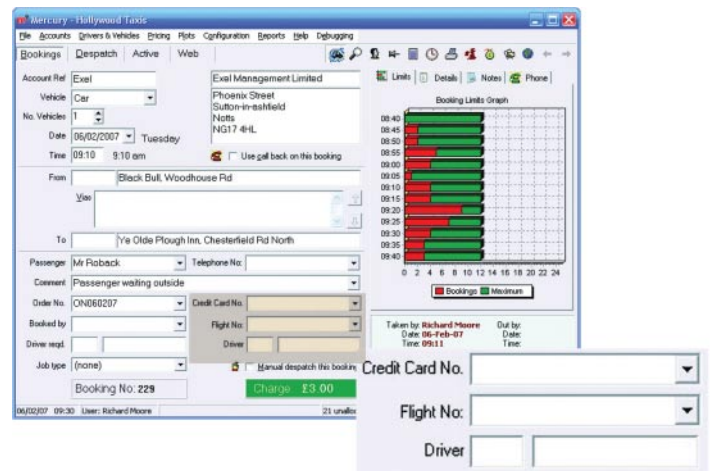 Mercury - Hollywood Taxis
File Accounts Drivers & Vehicles Pricing Plots Configuration Reports Help Debugging
Bookings Despatch Active Web
Account Ref Exel Exel Management Limited
Vehicle Car Phoenix Street
Sutton-in-ashfield
Notts
NG17 4HL
No. Vehicles 1
Date 06/02/2007 Tuesday
Time 09:10 9:10 am Use call back on this booking
From Black Bull, Woodhouse Rd
Vias
To Ye Olde Plough Inn, Chesterfield Rd North
Passenger Mr Roback Telephone No:
Comment Passenger waiting outside
Order No. ON060207 Credit Card No.
Booked by Flight No:
Driver reqd. Driver
Job type (none) Manual despatch this booking
Booking No: 229 Charge £3.00
06/02/07 09:30 User: Richard Moore 21 unalloc
Limits Details Notes Phone
Booking Limits Graph
08:40
08:45
08:50
08:55
09:00
09:05
09:10
09:15
09:20
09:25
09:30
09:35
09:40
0 2 4 6 8 10 12 14 16 18 20 22 24
Bookings Maximum
Taken by: Richard Moore Out by:
Date: 06-Feb-07 Date:
Time: 09:11 Time:
Credit Card No.
Flight No:
Driver